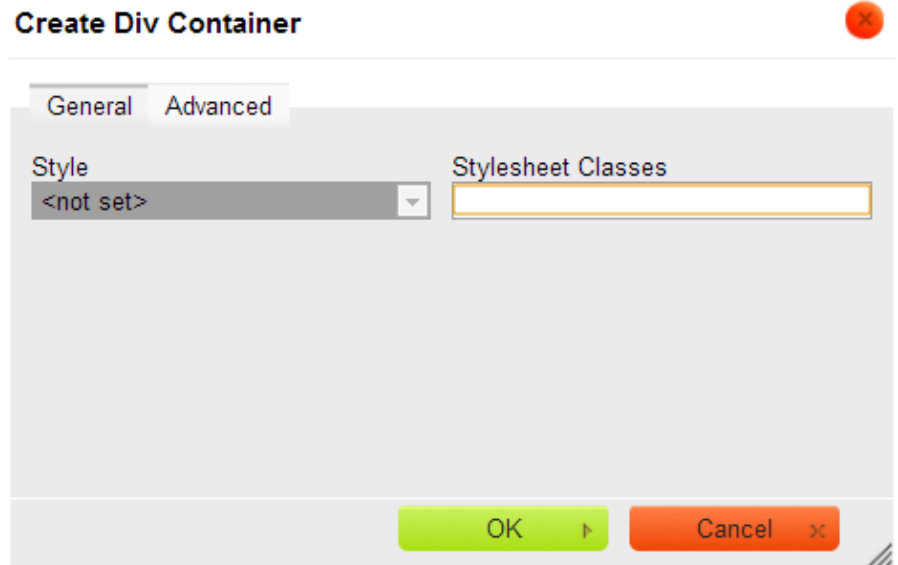 Create Div Container
General Advanced
Style Stylesheet Classes
<not set>
OK Cancel